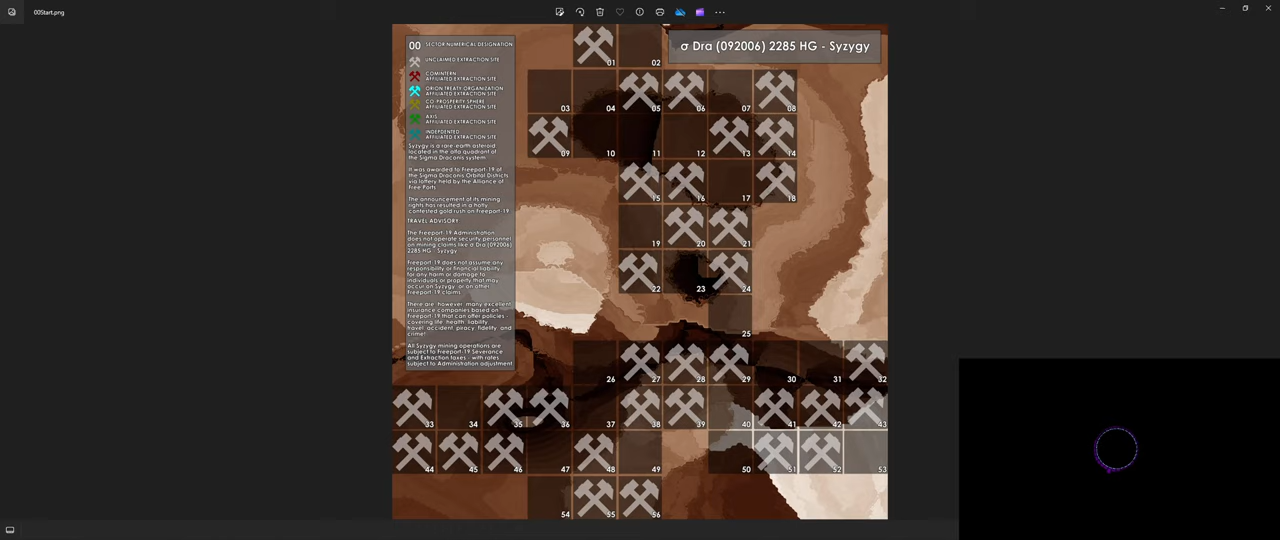 00Start.png
σ Dra (092006) 2285 HG - Syzygy
00 SECTOR NUMERICAL DESIGNATION
UNCLAIMED EXTRACTION SITE
COMINTERN
AFFILIATED EXTRACTION SITE
ORION TREATY ORGANIZATION
AFFILIATED EXTRACTION SITE
CO PROSPERITY SPHERE
AFFILIATED EXTRACTION SITE
AXIS
AFFILIATED EXTRACTION SITE
INDEPDENTED
AFFILIATED EXTRACTION SITE
Syzygy is a rare earth asteroid
located in the alfa quadrant of
the Sigma Draconis system
It was awarded to Freeport-19 of
the Sigma Draconis Orbital Districts
via lottery held by the Alliance of
Free Ports
The announcement of its mining
rights has resulted in a hotly
contested gold rush on Freeport-19
TRAVEL ADVISORY
The Freeport-19 Administration
does not operate security personnel
on mining claims like σ Dra (092006)
2285 HG - Syzygy
Freeport-19 does not assume any
responsibility or financial liability
for any harm or damage to
individuals or property that may
occur on Syzygy or on other
Freeport-19 claims
There are however many excellent
insurance companies based on
Freeport-19 that can offer policies
covering life health liability
travel accident piracy fidelity and
crime!
All Syzygy mining operations are
subject to Freeport-19 Severance
and Extraction taxes - with rates
subject to Administration adjustment
01 02
03 04 05 06 07 08
09 10 11 12 13 14
15 16 17 18
19 20 21
22 23 24
25
26 27 28 29 30 31 32
33 34 35 36 37 38 39 40 41 42 43
44 45 46 47 48 49 50 51 52 53
54 55 56